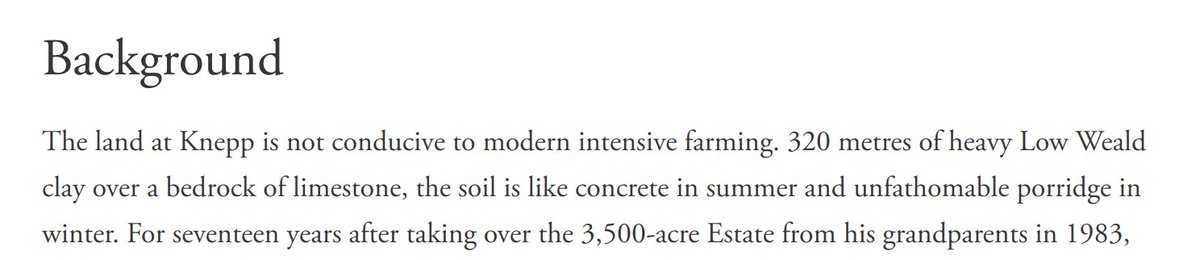 Background
The land at Knepp is not conducive to modern intensive farming. 320 metres of heavy Low Weald
clay over a bedrock of limestone, the soil is like concrete in summer and unfathomable porridge in
winter. For seventeen years after taking over the 3,500-acre Estate from his grandparents in 1983,